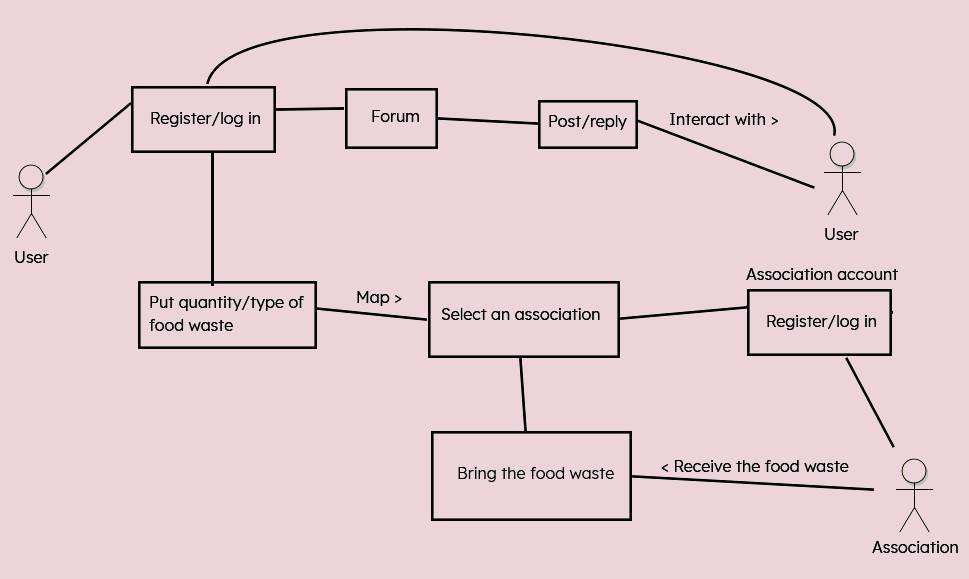 Register/log in
Forum
Post/reply
Interact with >
User
User
Association account
Put quantity/type of
food waste
Map >
Select an association
Register/log in
Bring the food waste
< Receive the food waste
Association